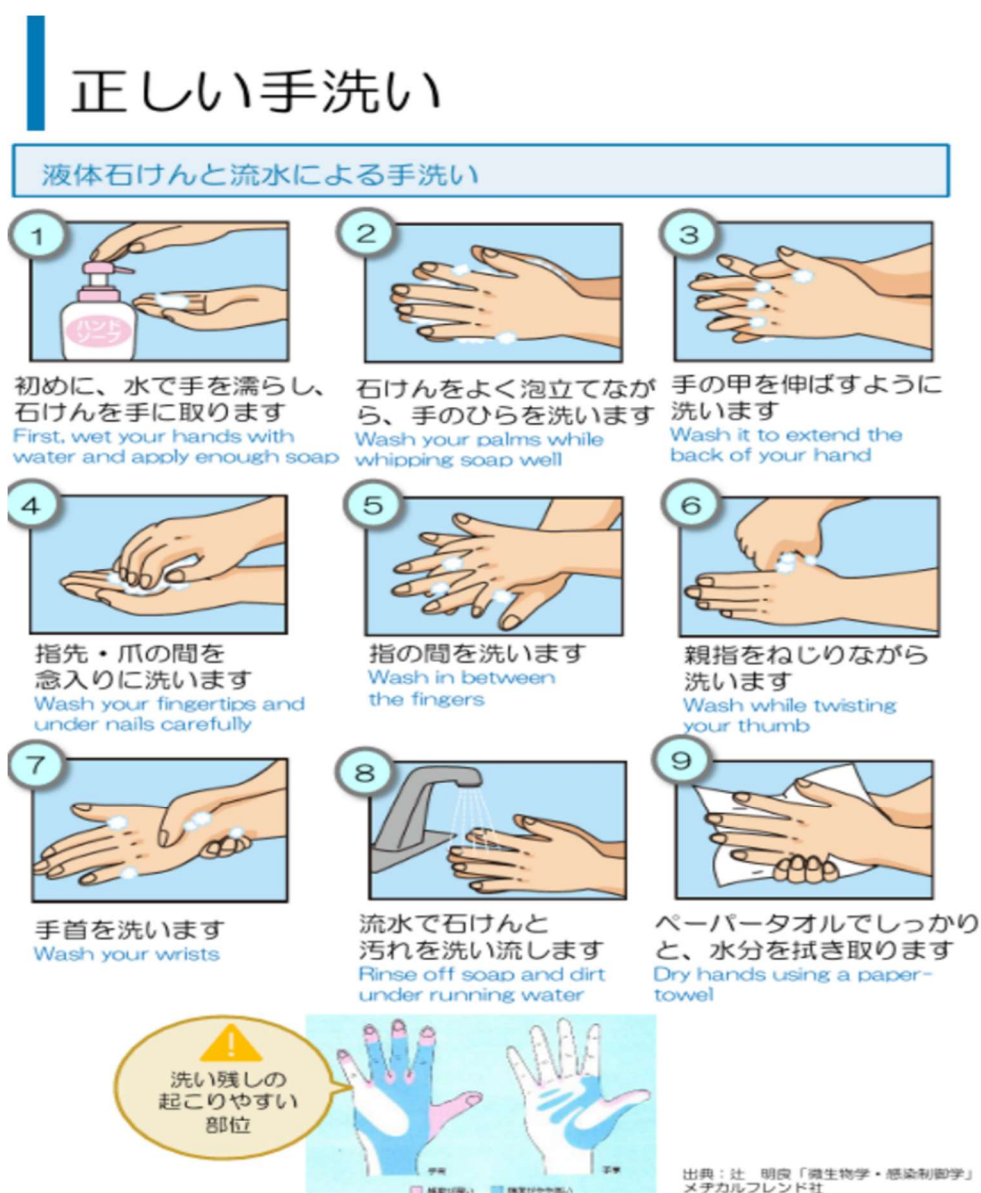 正しい手洗い
液体石けんと流水による手洗い
1
ハンド
ソープ
初めに、水で手を濡らし、
石けんを手に取ります
First, wet your hands with
water and apply enough soap
2
石けんをよく泡立てなが
ら、手のひらを洗います
Wash your palms while
whipping soap well
3
手の甲を伸ばすように
洗います
Wash it to extend the
back of your hand
4
指先・爪の間を
念入りに洗います
Wash your fingertips and
under nails carefully
5
指の間を洗います
Wash in between
the fingers
6
親指をねじりながら
洗います
Wash while twisting
your thumb
7
手首を洗います
Wash your wrists
8
流水で石けんと
汚れを洗い流します
Rinse off soap and dirt
under running water
9
ペーパータオルでしっかり
と、水分を拭き取ります
Dry hands using a paper-
towel
洗い残しの
起こりやすい
部位
出典：辻 明良「微生物学・感染制御学」
メヂカルフレンド社